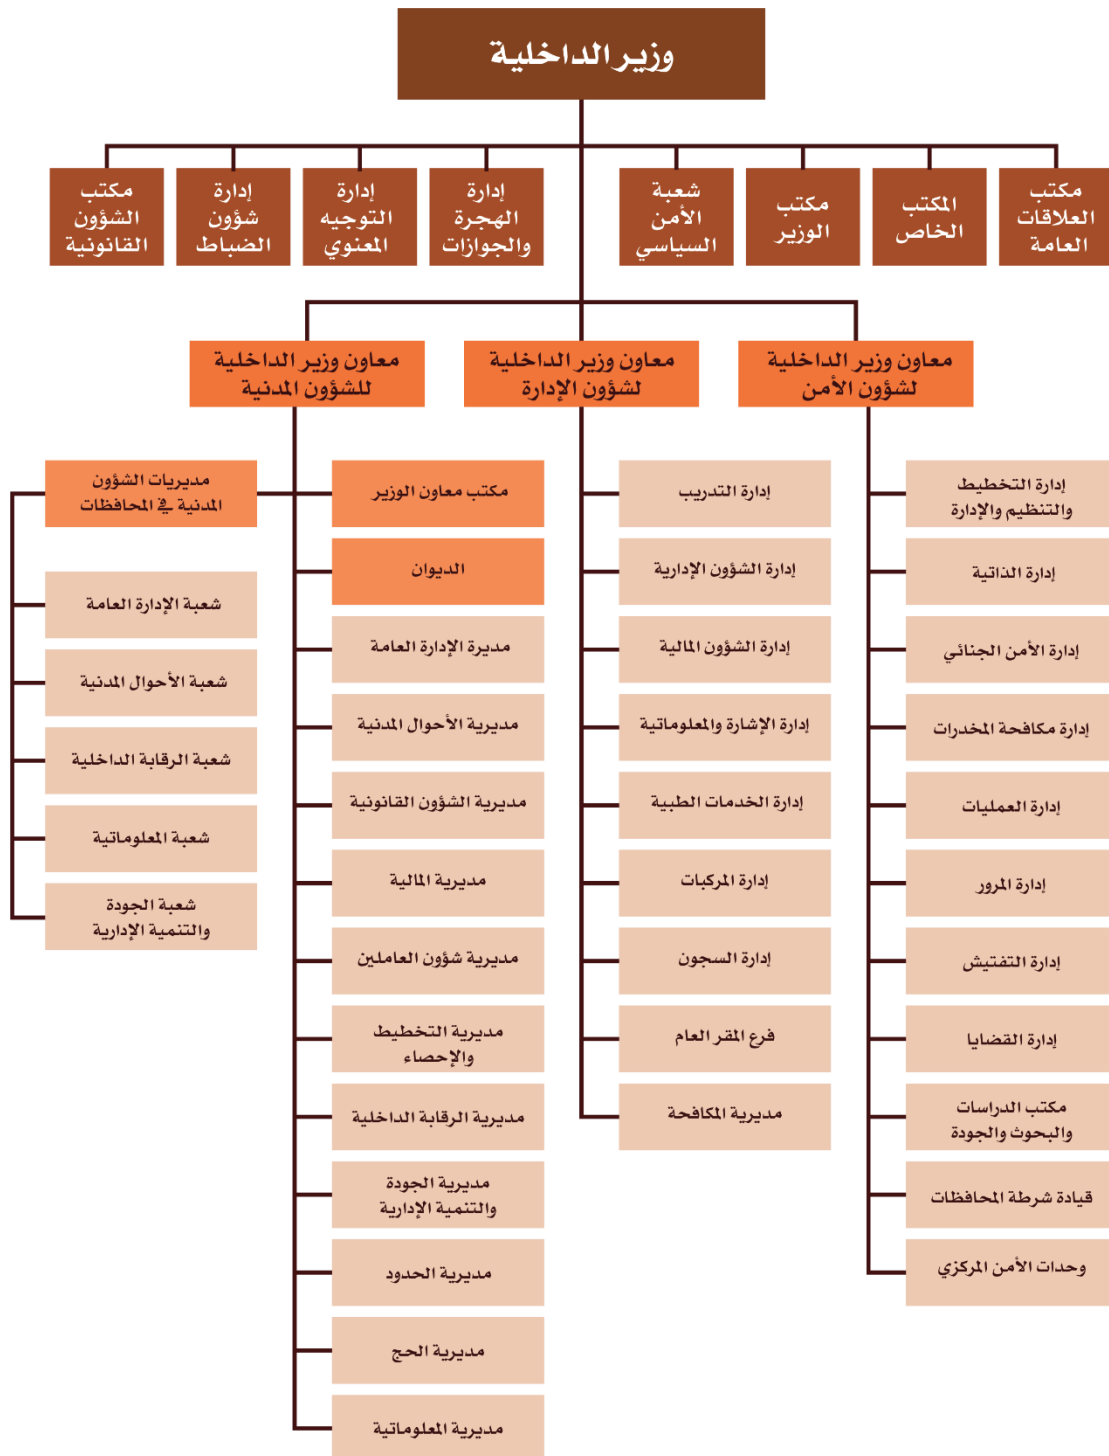 وزير الداخلية
مكتب
العلاقات
العامة
المكتب
الخاص
مكتب
الوزير
شعبة
الأمن
السياسي
إدارة
الهجرة
والجوازات
إدارة
التوجيه
المعنوي
إدارة
شؤون
الضباط
مكتب
الشؤون
القانونية
معاون وزير الداخلية
لشؤون الأمن
معاون وزير الداخلية
لشؤون الإدارة
معاون وزير الداخلية
للشؤون المدنية
إدارة التخطيط
والتنظيم والإدارة
إدارة الذاتية
إدارة الأمن الجنائي
إدارة مكافحة المخدرات
إدارة العمليات
إدارة المرور
إدارة التفتيش
إدارة القضايا
مكتب الدراسات
والبحوث والجودة
قيادة شرطة المحافظات
وحدات الأمن المركزي
إدارة التدريب
إدارة الشؤون الإدارية
إدارة الشؤون المالية
إدارة الإشارة والمعلوماتية
إدارة الخدمات الطبية
إدارة المركبات
إدارة السجون
فرع المقر العام
مديرية المكافحة
مكتب معاون الوزير
الديوان
مديرة الإدارة العامة
مديرية الأحوال المدنية
مديرية الشؤون القانونية
مديرية المالية
مديرية شؤون العاملين
مديرية التخطيط
والإحصاء
مديرية الرقابة الداخلية
مديرية الجودة
والتنمية الإدارية
مديرية الحدود
مديرية الحج
مديرية المعلوماتية
مديريات الشؤون
المدنية في المحافظات
شعبة الإدارة العامة
شعبة الأحوال المدنية
شعبة الرقابة الداخلية
شعبة المعلوماتية
شعبة الجودة
والتنمية الإدارية